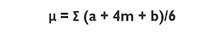 μ = Σ (a + 4m + b)/6